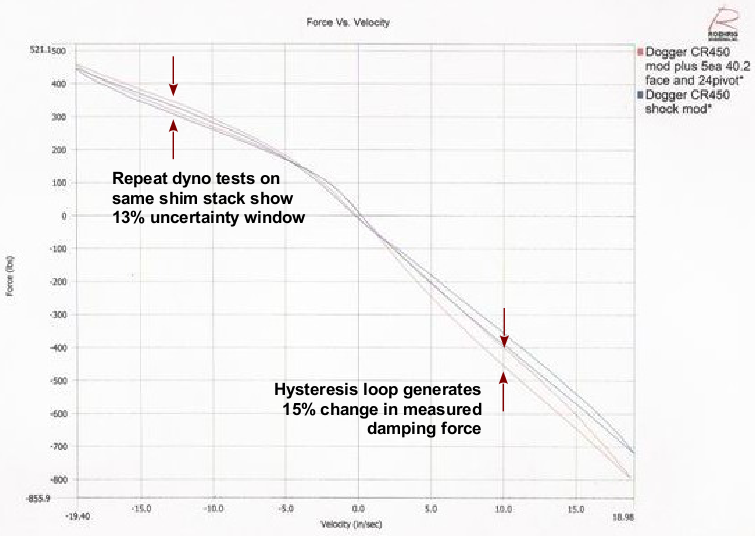 Force Vs. Velocity
521.1
500
400
300
200
100
0
-100
-200
-300
-400
-500
-600
-700
-800
-855.9
Force (lbs)
Repeat dyno tests on
same shim stack show
13% uncertainty window
Hysteresis loop generates
15% change in measured
damping force
-19.40
-15.0
-10.0
-5.0
0.0
5.0
10.0
15.0
18.98
Velocity (in/sec)
R
Dogger CR450
mod plus 5ea 40.2
face and 24pivot*
Dogger CR450
shock mod*